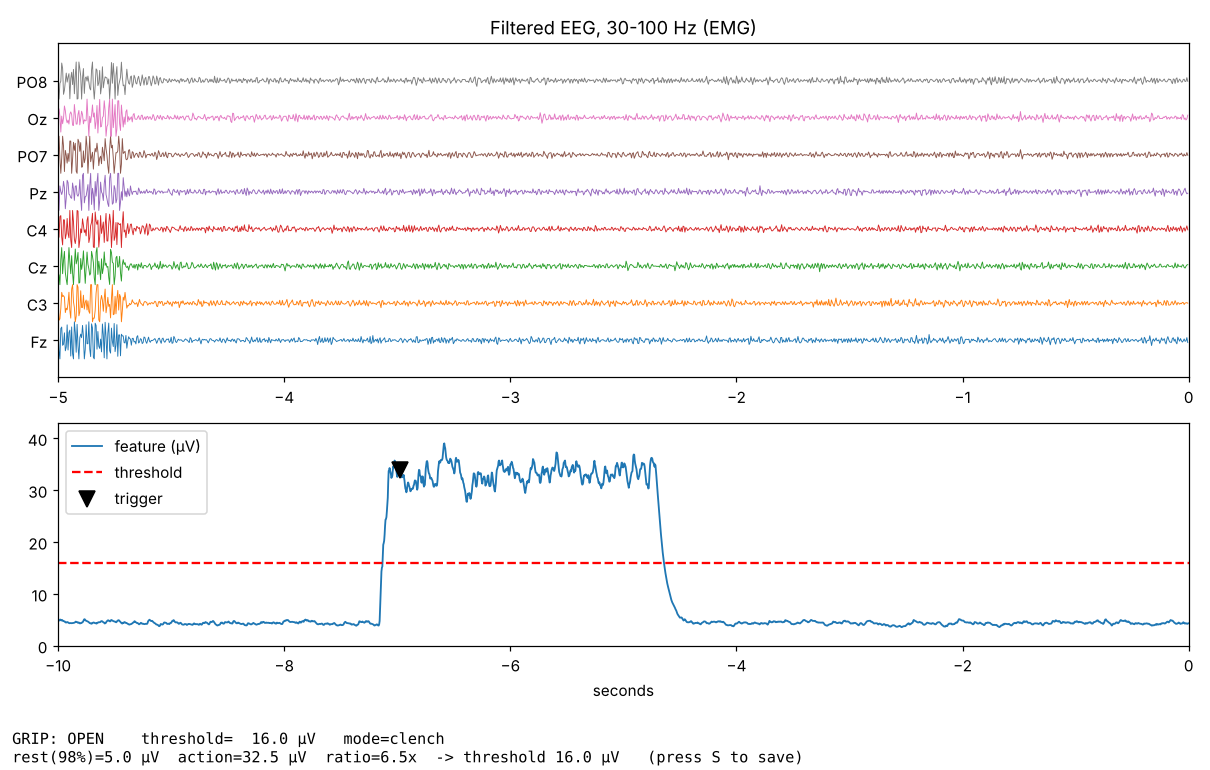 Filtered EEG, 30-100 Hz (EMG)
PO8
Oz
PO7
Pz
C4
Cz
C3
Fz
−5 −4 −3 −2 −1 0
40
30
20
10
0
feature (µV)
threshold
trigger
−10 −8 −6 −4 −2 0
seconds
GRIP: OPEN    threshold=  16.0 µV   mode=clench
rest(98%)=5.0 µV  action=32.5 µV  ratio=6.5x  -> threshold 16.0 µV   (press S to save)